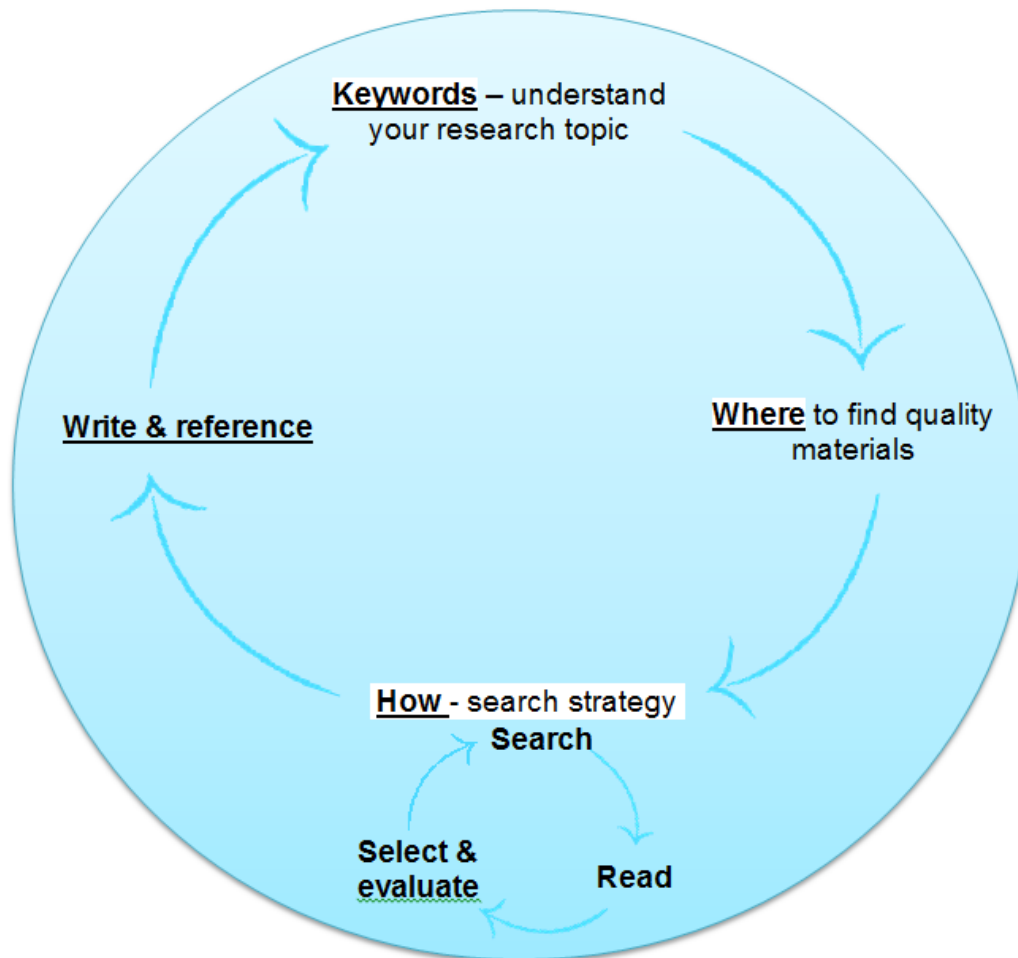 Keywords – understand
your research topic
Where to find quality
materials
Write & reference
How - search strategy
Search
Select &
evaluate
Read